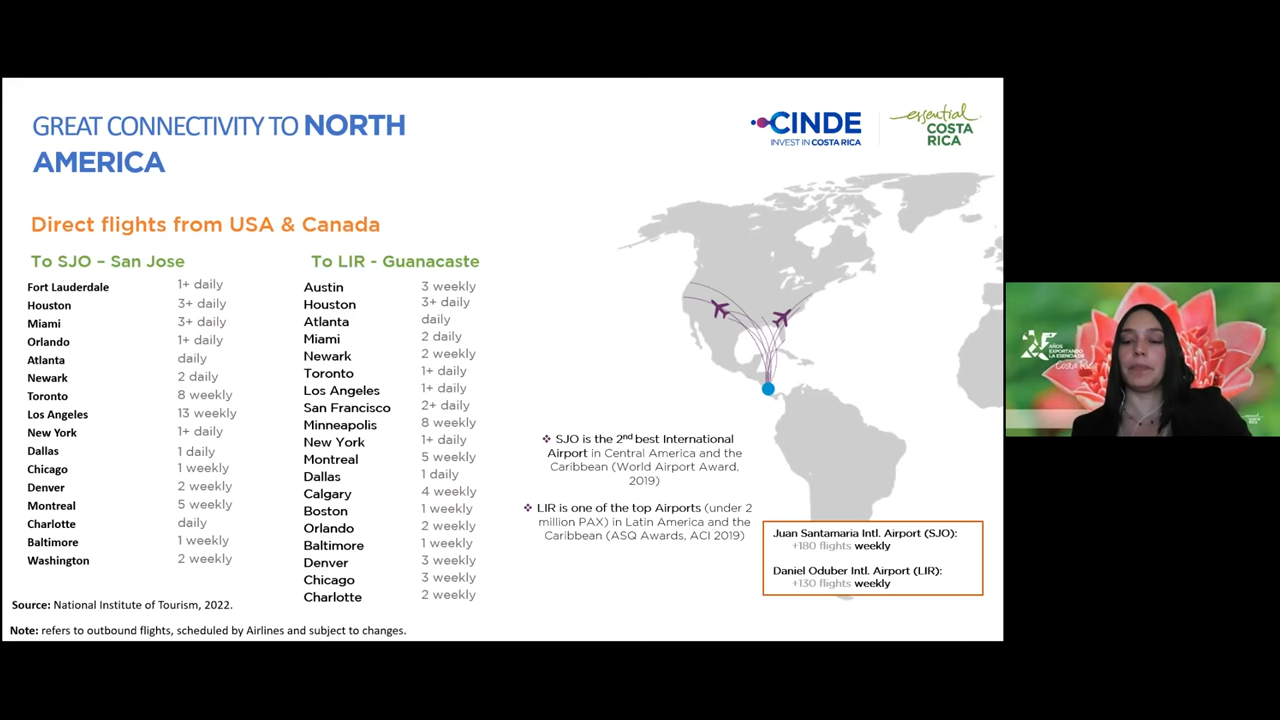 GREAT CONNECTIVITY TO NORTH
AMERICA
CINDE
INVEST IN COSTA RICA
essential
COSTA
RICA
Direct flights from USA & Canada
To SJO – San Jose
Fort Lauderdale 1+ daily
Houston 3+ daily
Miami 3+ daily
Orlando 1+ daily
Atlanta daily
Newark 2 daily
Toronto 8 weekly
Los Angeles 13 weekly
New York 1+ daily
Dallas 1 daily
Chicago 1 weekly
Denver 2 weekly
Montreal 5 weekly
Charlotte daily
Baltimore 1 weekly
Washington 2 weekly
To LIR - Guanacaste
Austin 3 weekly
Houston 3+ daily
Atlanta daily
Miami 2 daily
Newark 2 weekly
Toronto 1+ daily
Los Angeles 1+ daily
San Francisco 2+ daily
Minneapolis 8 weekly
New York 1+ daily
Montreal 5 weekly
Dallas 1 daily
Calgary 4 weekly
Boston 1 weekly
Orlando 2 weekly
Baltimore 1 weekly
Denver 3 weekly
Chicago 3 weekly
Charlotte 2 weekly
❖ SJO is the 2nd best International
Airport in Central America and the
Caribbean (World Airport Award,
2019)
❖ LIR is one of the top Airports (under 2
million PAX) in Latin America and the
Caribbean (ASQ Awards, ACI 2019)
Juan Santamaria Intl. Airport (SJO):
+180 flights weekly
Daniel Oduber Intl. Airport (LIR):
+130 flights weekly
Source: National Institute of Tourism, 2022.
Note: refers to outbound flights, scheduled by Airlines and subject to changes.
AÑOS
EXPORTANDO
LA ESENCIA DE
Costa Rica